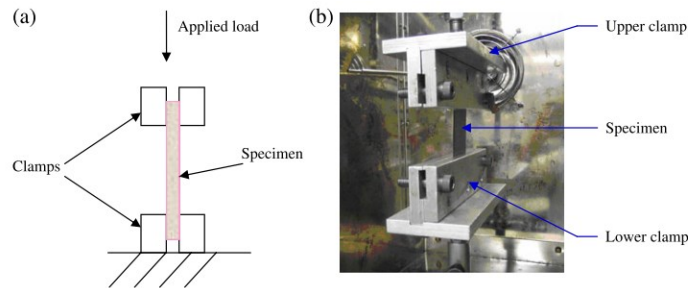 (a)
Applied load
Clamps
Specimen
(b)
Upper clamp
Specimen
Lower clamp